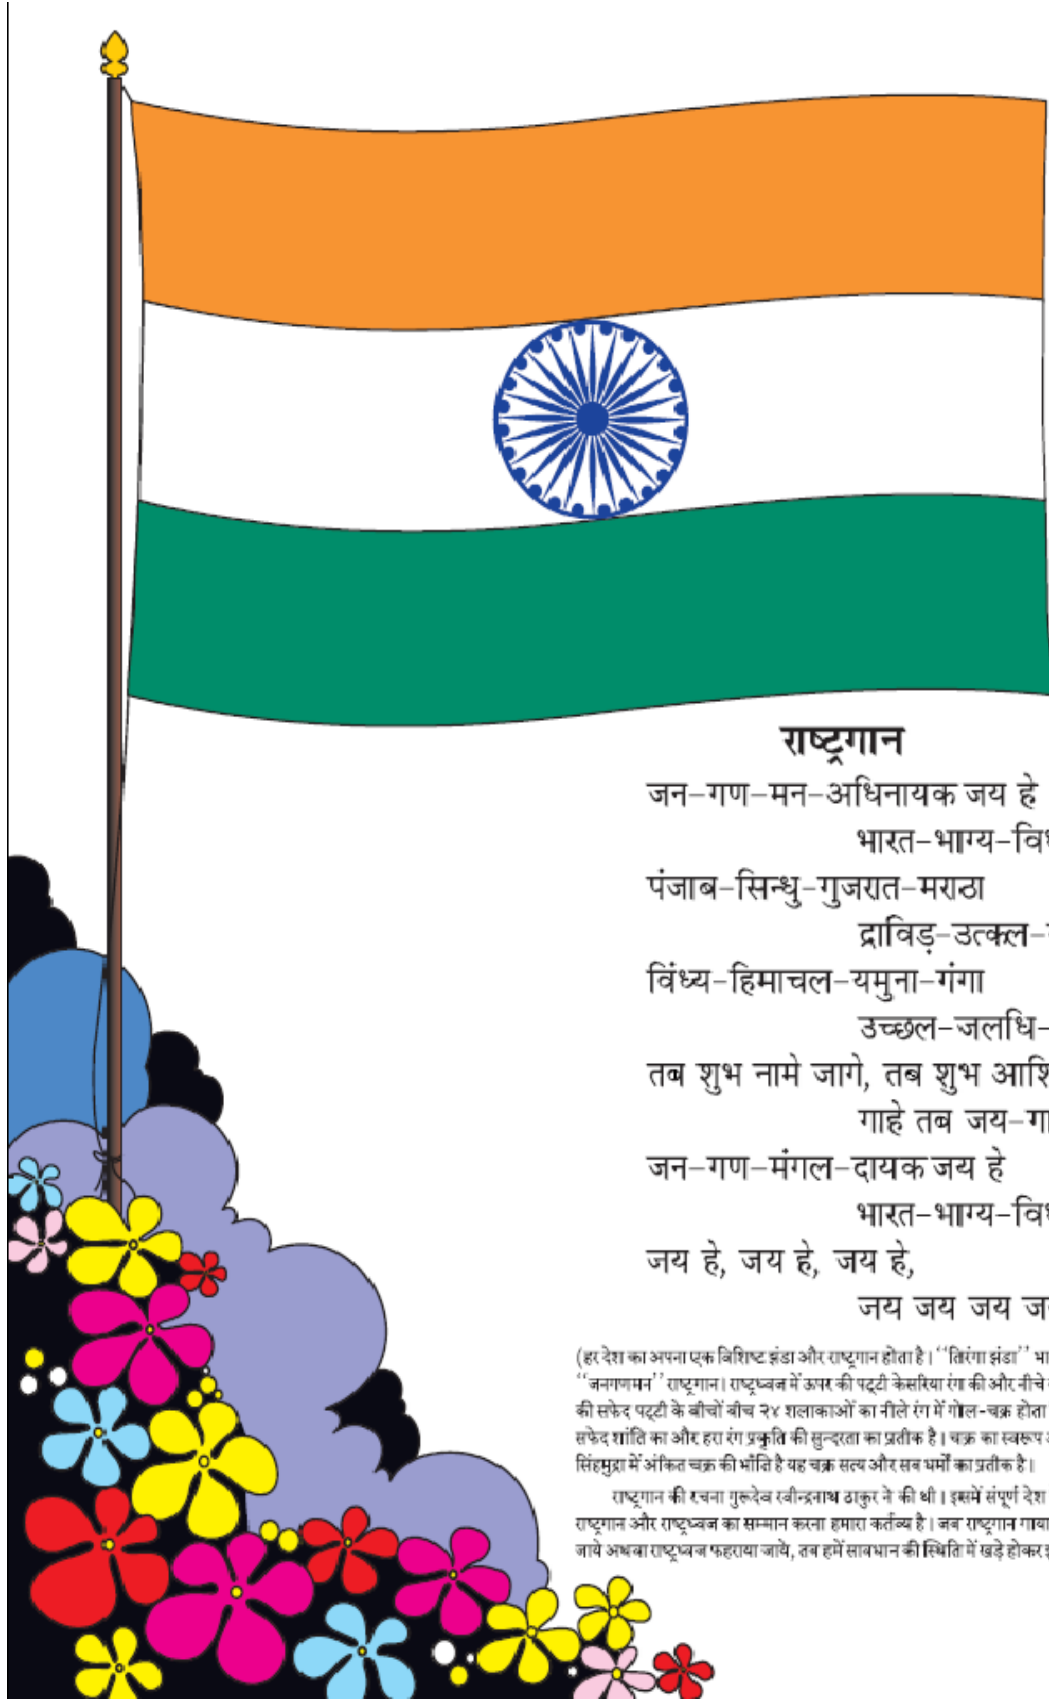 राष्ट्रगान
जन-गण-मन-अधिनायक जय हे
भारत-भाग्य-विध
पंजाब-सिन्धु-गुजरात-मराठा
द्राविड़-उत्कल-
विंध्य-हिमाचल-यमुना-गंगा
उच्छल-जलधि-
तब शुभ नामे जागे, तब शुभ आशि
गाहे तब जय-गा
जन-गण-मंगल-दायक जय हे
भारत-भाग्य-विध
जय हे, जय हे, जय हे,
जय जय जय ज
(हर देश का अपना एक विशिष्ट झंडा और राष्ट्रगान होता है। ‘‘तिरंगा झंडा’’ भा
‘‘जनगणमन’’ राष्ट्रगान। राष्ट्रध्वज में ऊपर की पट्टी केसरिया रंग की और नीचे
की सफेद पट्टी के बीचों बीच २४ शलाकाओं का नीले रंग में गोल-चक्र होता
सफेद शांति का और हरा रंग प्रकृति की सुन्दरता का प्रतीक है। चक्र का स्वरूप
सिंहमुद्रा में अंकित चक्र की भाँति है यह चक्र सत्य और सब धर्मों का प्रतीक है।
राष्ट्रगान की रचना गुरूदेव रवीन्द्रनाथ ठाकुर ने की थी। इसमें संपूर्ण देश
राष्ट्रगान और राष्ट्रध्वज का सम्मान करना हमारा कर्तव्य है। जब राष्ट्रगान गाया
जाये अथवा राष्ट्रध्वज फहराया जाये, तब हमें सावधान की स्थिति में खड़े होकर